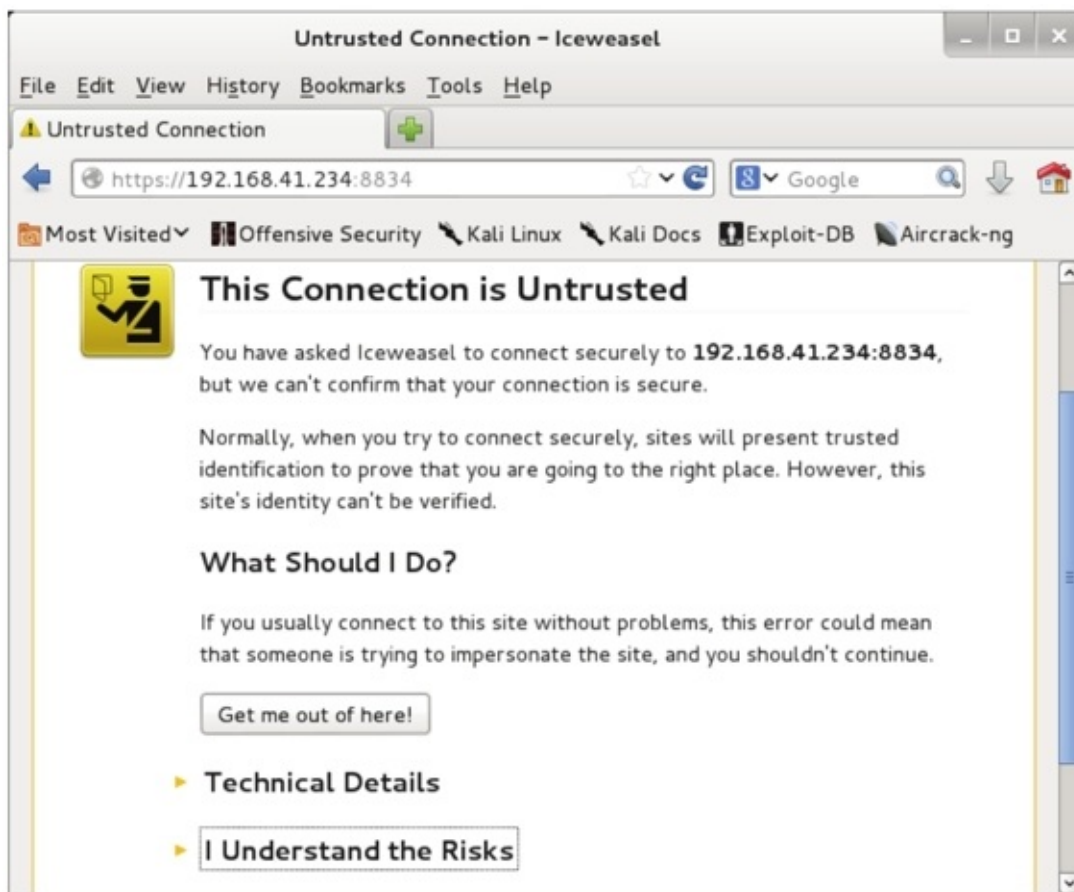 Untrusted Connection – Iceweasel
File Edit View History Bookmarks Tools Help
Untrusted Connection
https://192.168.41.234:8834
8 Google
Most Visited Offensive Security Kali Linux Kali Docs Exploit-DB Aircrack-ng
This Connection is Untrusted
You have asked Iceweasel to connect securely to 192.168.41.234:8834,
but we can't confirm that your connection is secure.
Normally, when you try to connect securely, sites will present trusted
identification to prove that you are going to the right place. However, this
site's identity can't be verified.
What Should I Do?
If you usually connect to this site without problems, this error could mean
that someone is trying to impersonate the site, and you shouldn't continue.
Get me out of here!
Technical Details
I Understand the Risks